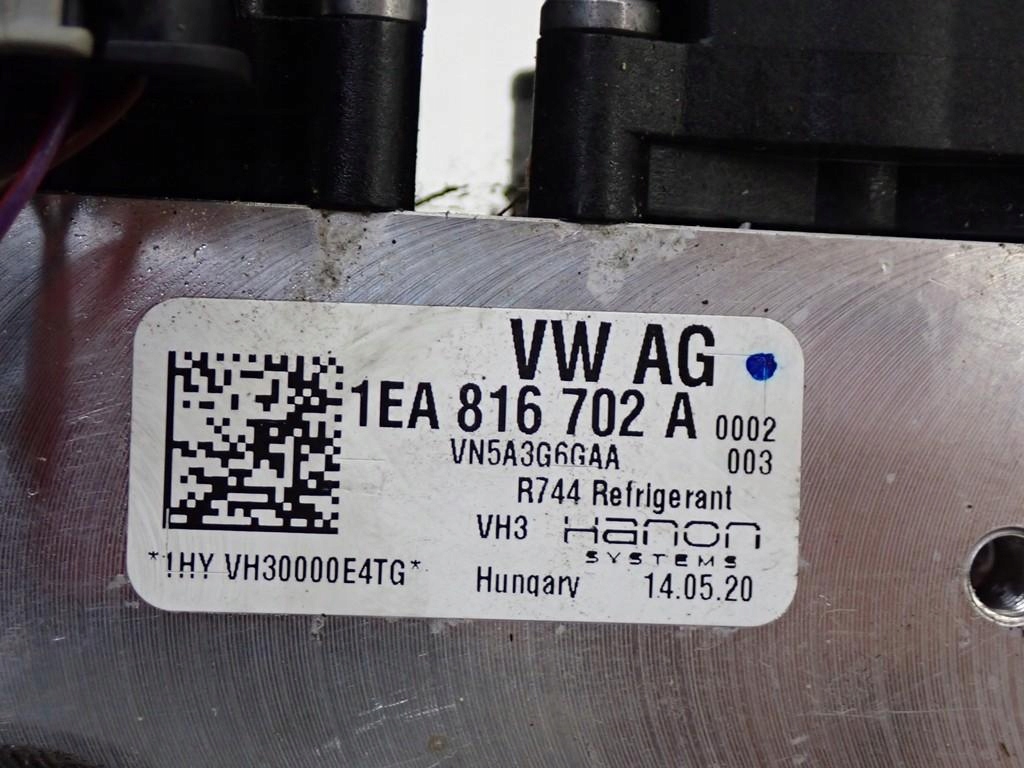 VW AG
1EA 816 702 A 0002
VN5A3G6GAA 003
R744 Refrigerant
VH3 Hanon
SYSTEMS
*1HY VH30000E4TG*
Hungary 14.05.20